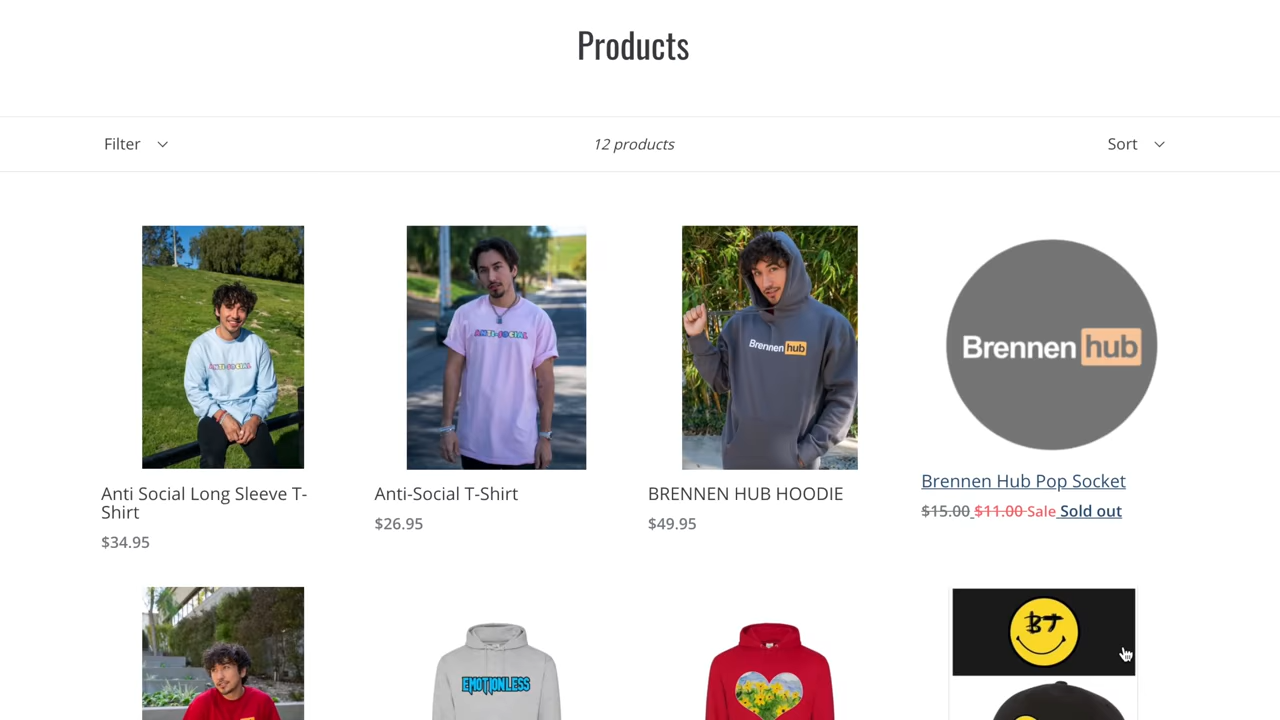 Products
Filter
12 products
Sort
ANTI-SOCIAL
ANTI-SOCIAL
Brennen hub
Brennen hub
Anti Social Long Sleeve T-
Shirt
$34.95
Anti-Social T-Shirt
$26.95
BRENNEN HUB HOODIE
$49.95
Brennen Hub Pop Socket
$15.00 $11.00 Sale Sold out
EMOTIONLESS
BT